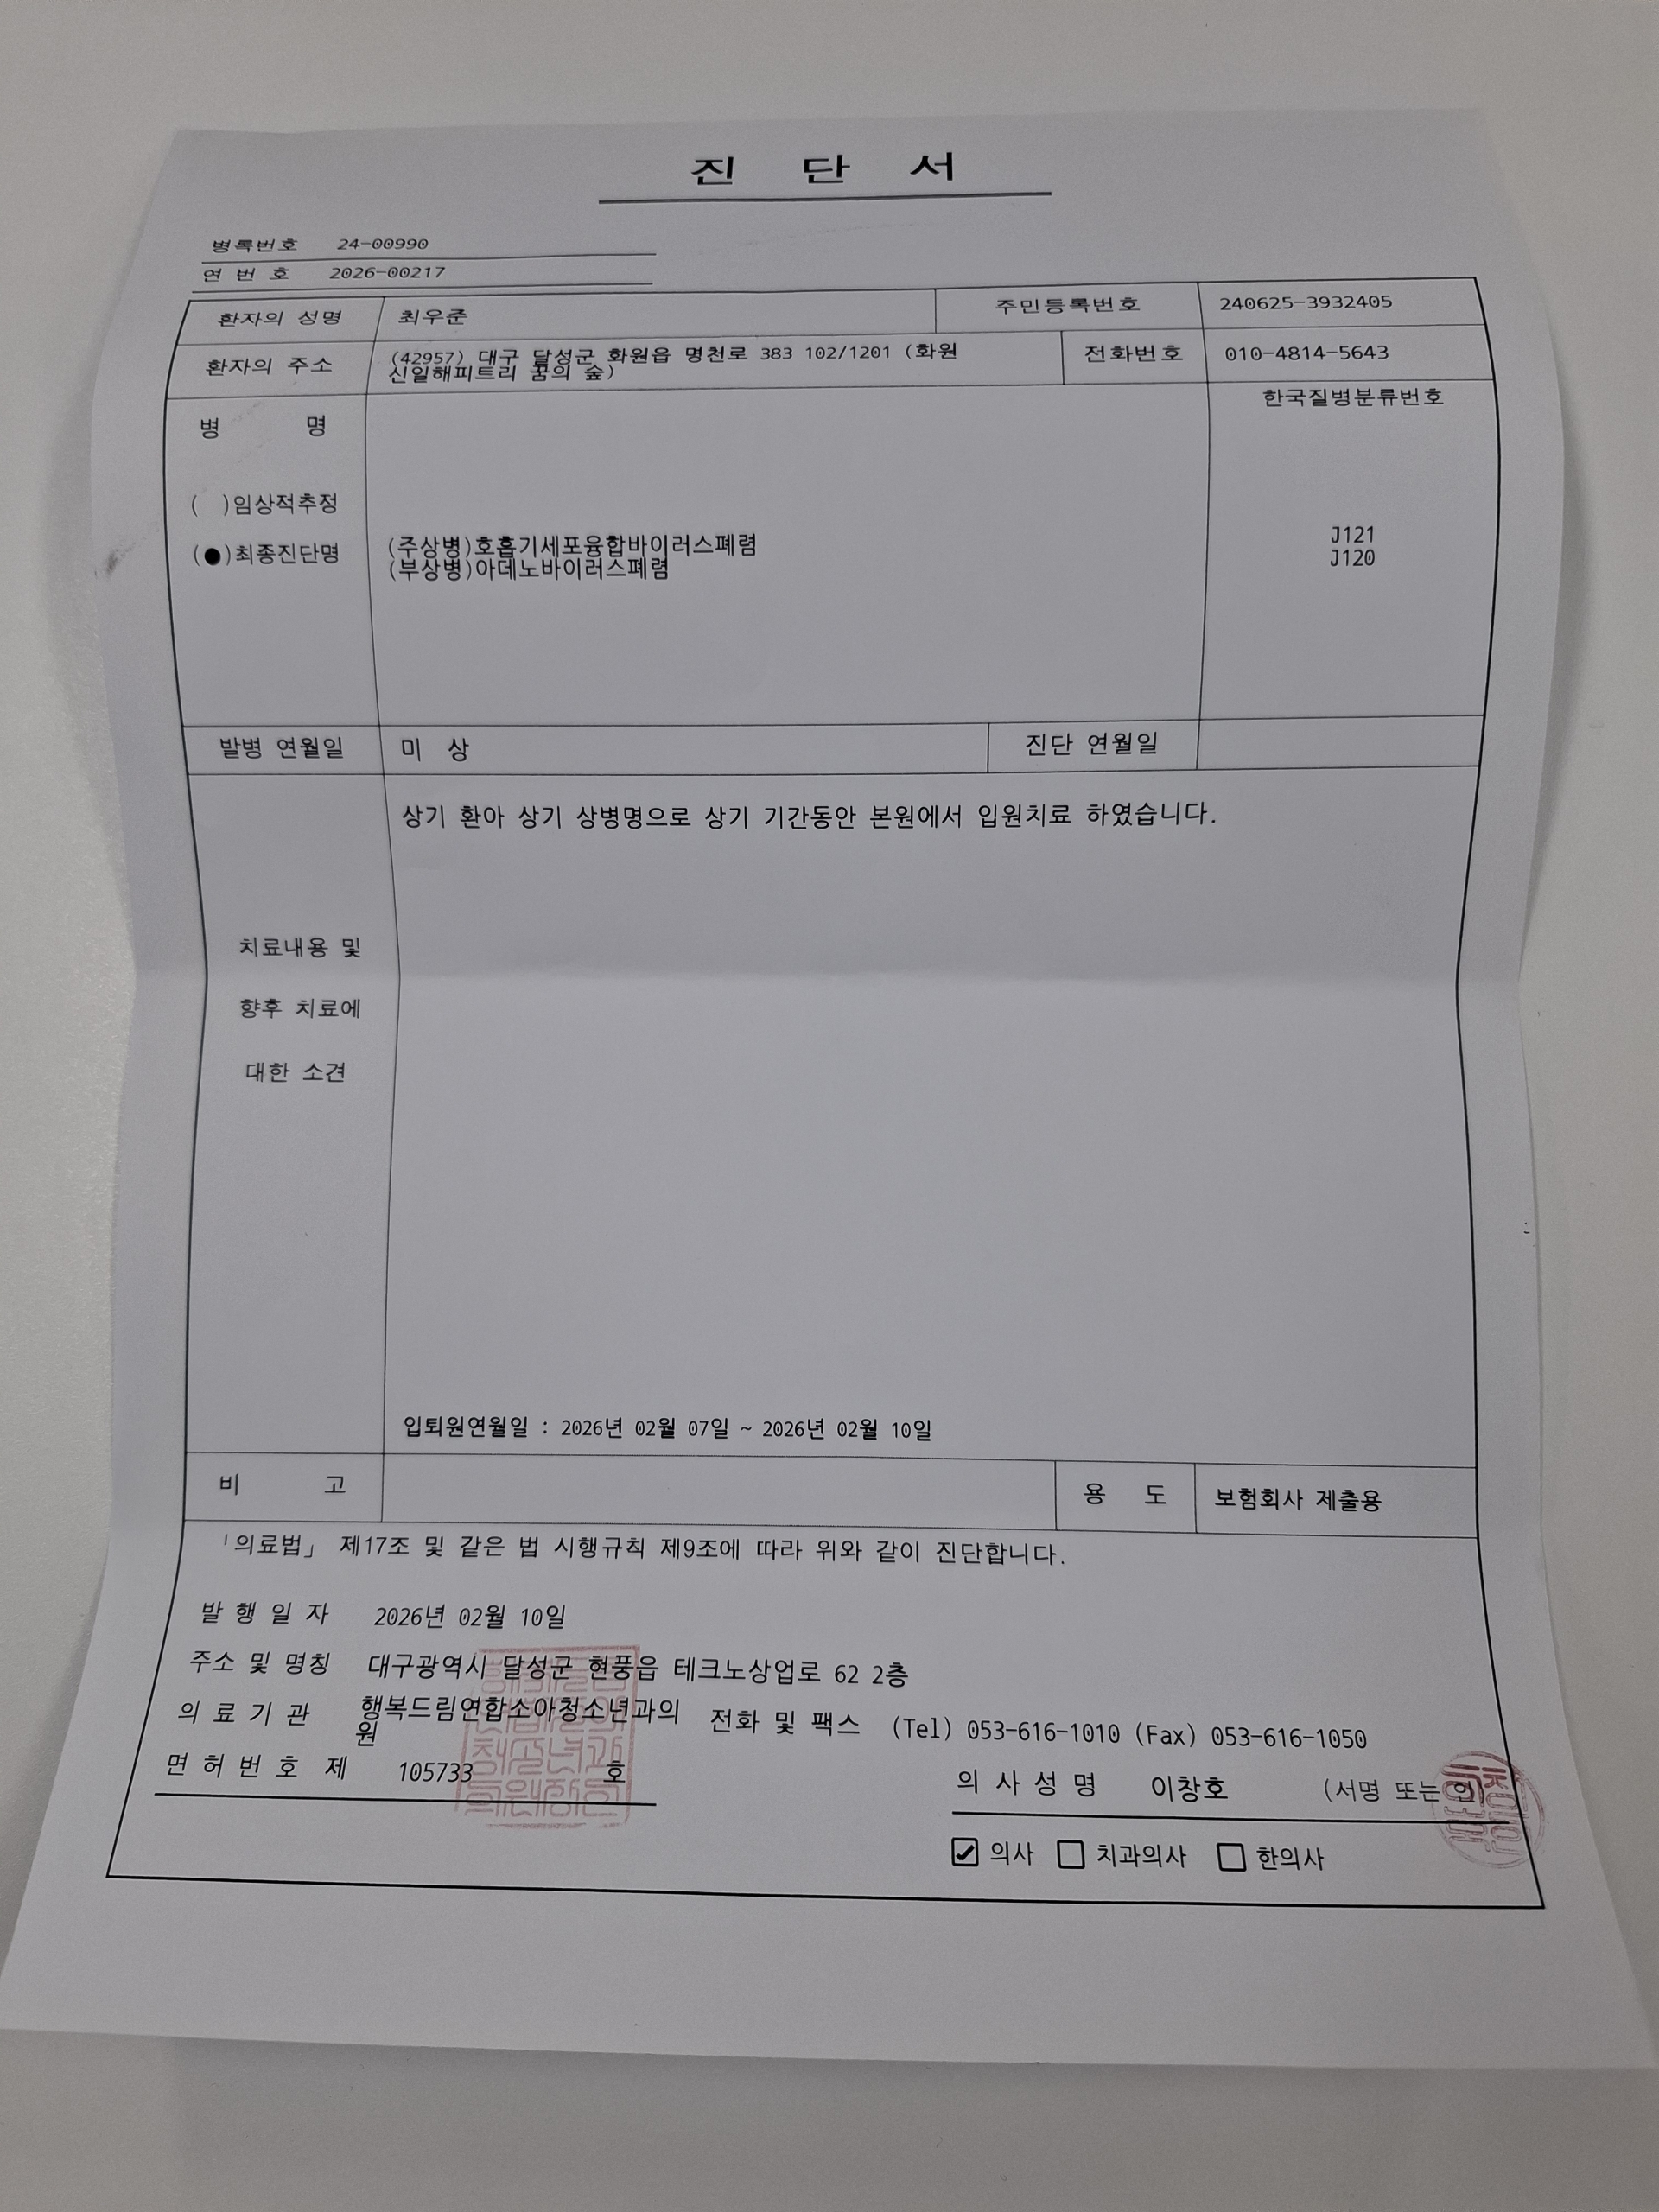 진 단 서
병록번호 24-00990
연 번 호 2026-00217
환자의 성명 최우준 주민등록번호 240625-3932405
환자의 주소 (42957) 대구 달성군 화원읍 명천로 383 102/1201 (화원
신일해피트리 꿈의 숲) 전화번호 010-4814-5643
병 명 한국질병분류번호
( )임상적추정
(●)최종진단명 (주상병)호흡기세포융합바이러스폐렴 J121
(부상병)아데노바이러스폐렴 J120
발병 연월일 미 상 진단 연월일
상기 환아 상기 상병명으로 상기 기간동안 본원에서 입원치료 하였습니다.
치료내용 및
향후 치료에
대한 소견
입퇴원연월일 : 2026년 02월 07일 ~ 2026년 02월 10일
비 고 용 도 보험회사 제출용
「의료법」 제17조 및 같은 법 시행규칙 제9조에 따라 위와 같이 진단합니다.
발 행 일 자 2026년 02월 10일
주소 및 명칭 대구광역시 달성군 현풍읍 테크노상업로 62 2층
의 료 기 관 행복드림연합소아청소년과의
원 전화 및 팩스 (Tel) 053-616-1010 (Fax) 053-616-1050
면 허 번 호 제 105733 호
의 사 성 명 이창호 (서명 또는 인)
☑ 의사 ☐ 치과의사 ☐ 한의사